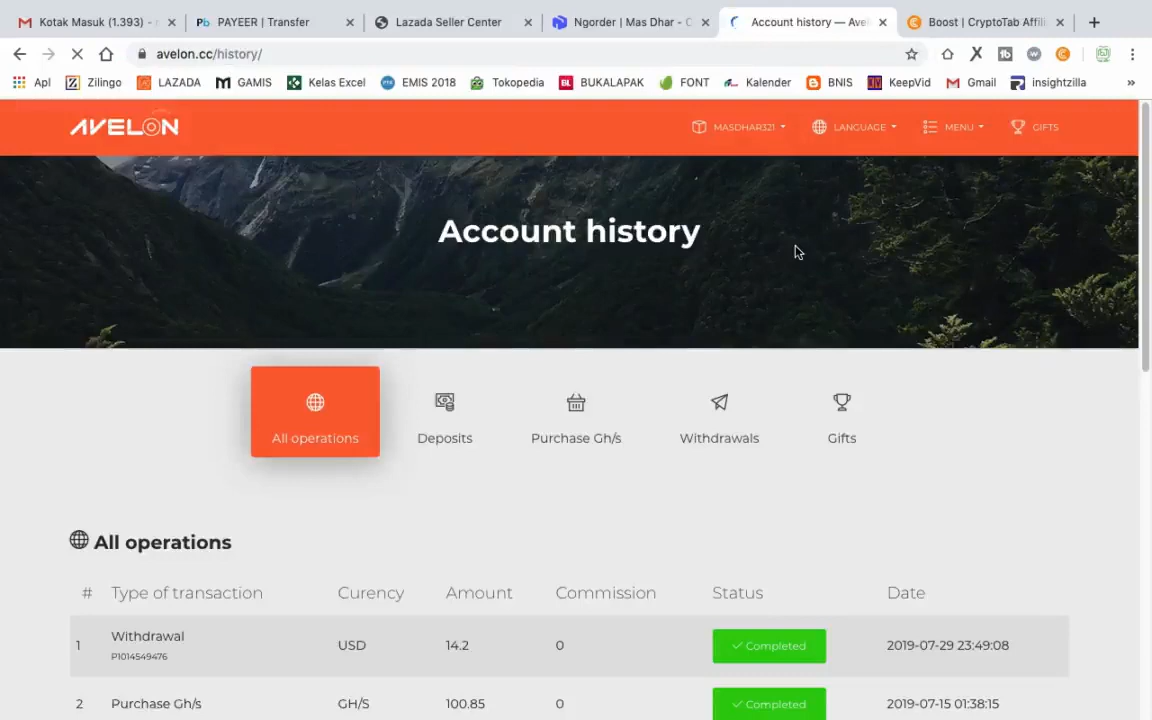 Kotak Masuk (1.393) -
PAYEER | Transfer
Lazada Seller Center
Ngorder | Mas Dhar - C
Account history — Avel
Boost | CryptoTab Affili
avelon.cc/history/
Apl
Zilingo
LAZADA
GAMIS
Kelas Excel
EMIS 2018
Tokopedia
BUKALAPAK
FONT
Kalender
BNIS
KeepVid
Gmail
insightzilla
»
AVELON
MASDHAR321
LANGUAGE
MENU
GIFTS
Account history
All operations
Deposits
Purchase Gh/s
Withdrawals
Gifts
All operations
# Type of transaction Curency Amount Commission Status Date
1 Withdrawal USD 14.2 0 Completed 2019-07-29 23:49:08
P1014549476
2 Purchase Gh/s GH/S 100.85 0 Completed 2019-07-15 01:38:15